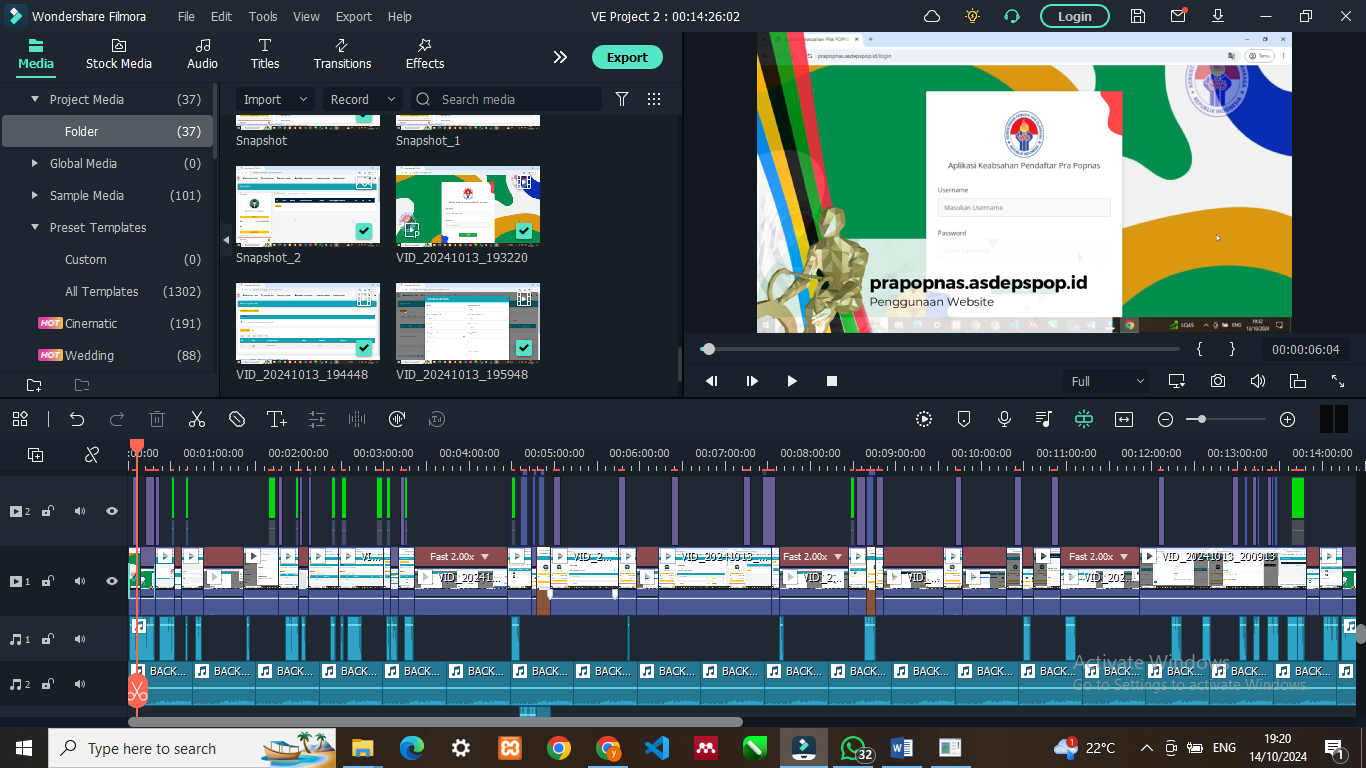 Wondershare Filmora File Edit Tools View Export Help VE Project 2 : 00:14:26:02 Login
Media Stock Media Audio Titles Transitions Effects Export
Project Media (37)
Folder (37)
Global Media (0)
Sample Media (101)
Preset Templates
Custom (0)
All Templates (1302)
HOT Cinematic (191)
HOT Wedding (88)
Import Record Search media
Snapshot Snapshot_1
Snapshot_2 VID_20241013_193220
VID_20241013_194448 VID_20241013_195948
prapopnas.asdepspop.id/login
Aplikasi Keabsahan Pendaftar Pra Popnas
Username
Masukan Username
Password
prapopnas.asdepspop.id
Penggunaan Website
LQ45 ENG 19:32
13/10/2024
00:00:06:04
Full
:00:00 00:01:00:00 00:02:00:00 00:03:00:00 00:04:00:00 00:05:00:00 00:06:00:00 00:07:00:00 00:08:00:00 00:09:00:00 00:10:00:00 00:11:00:00 00:12:00:00 00:13:00:00 00:14:00:00
2
1 Fast 2.00x Fast 2.00x Fast 2.00x VID_20241013_200913
1
2 BACK... BACK... BACK... BACK... BACK... BACK... BACK... BACK... BACK... BACK... BACK... BACK... BACK... BACK... BACK... BACK... BACK... BACK... BACK...
Activate Windows
Go to Settings to activate Windows.
Type here to search 32 1 22°C ENG 19:20
14/10/2024 1